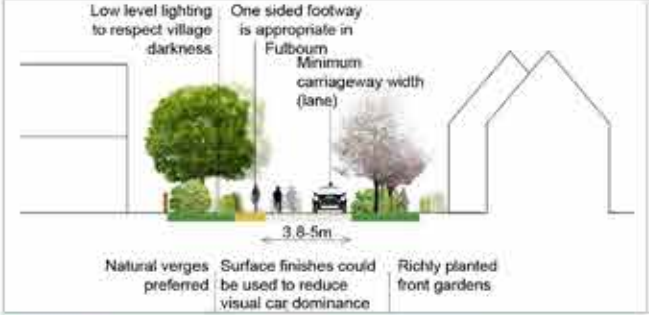 Low level lighting
to respect village
darkness
One sided footway
is appropriate in
Fulbourn
Minimum
carriageway width
(lane)
3.8-5m
Natural verges
preferred
Surface finishes could
be used to reduce
visual car dominance
Richly planted
front gardens